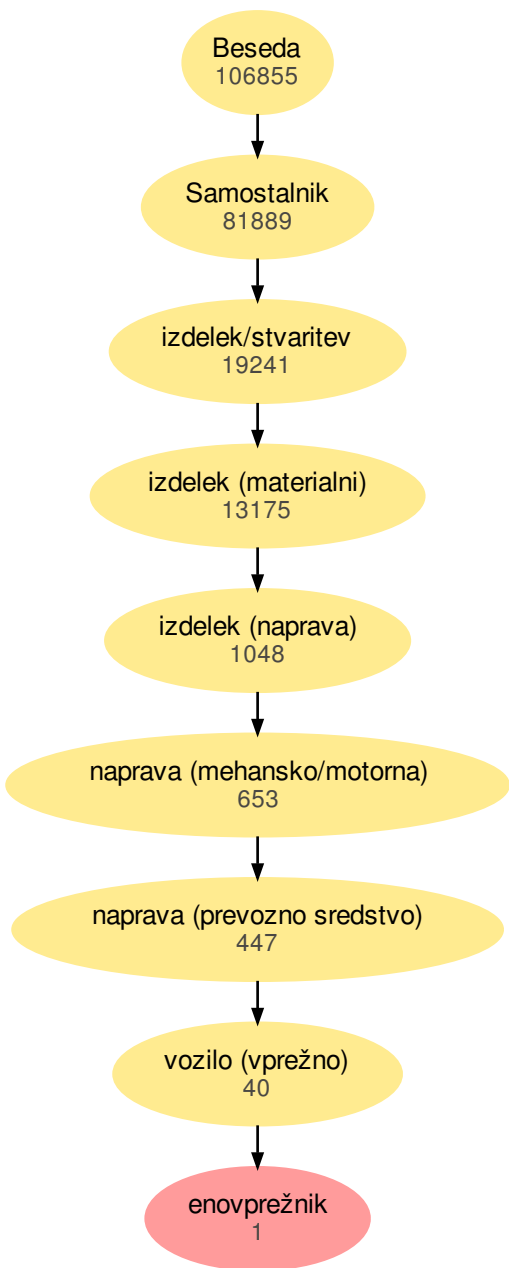 Beseda
106855
Samostalnik
81889
izdelek/stvaritev
19241
izdelek (materialni)
13175
izdelek (naprava)
1048
naprava (mehansko/motorna)
653
naprava (prevozno sredstvo)
447
vozilo (vprežno)
40
enovprežnik
1